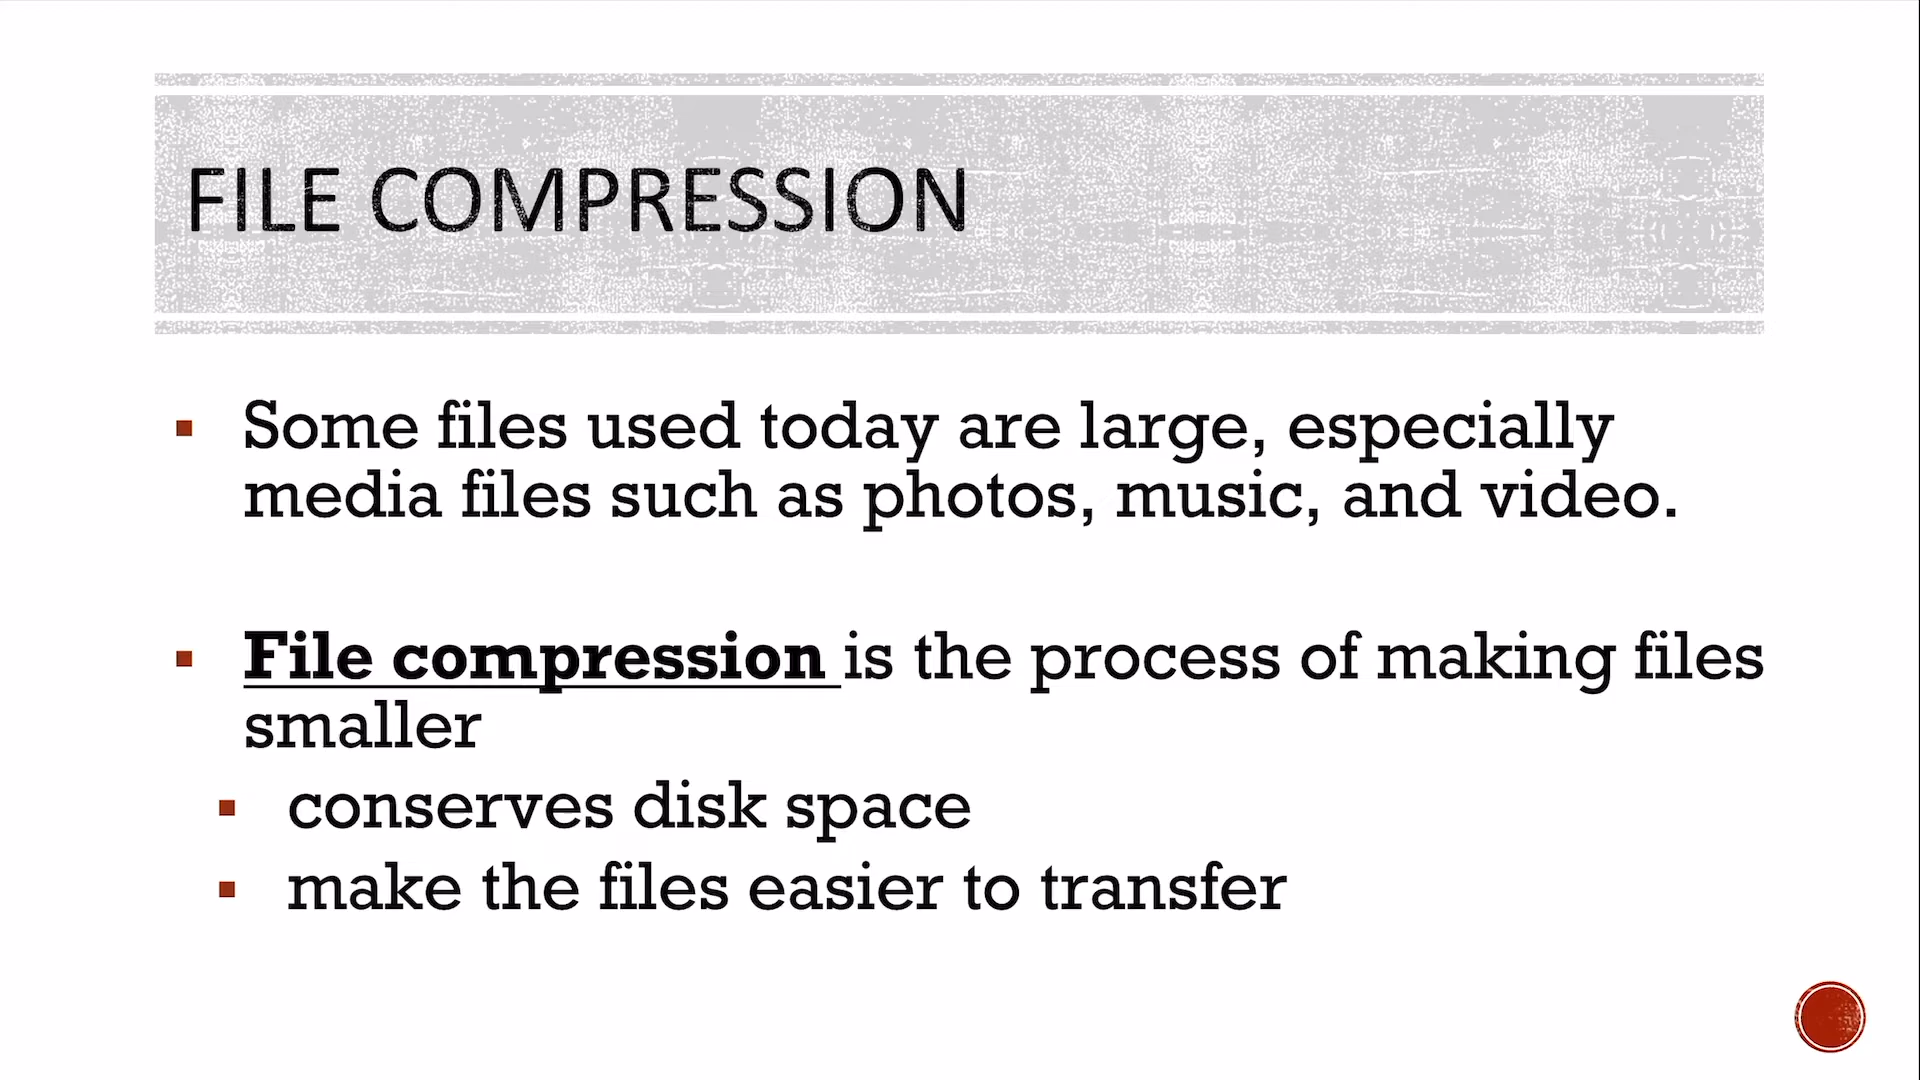 FILE COMPRESSION
Some files used today are large, especially
media files such as photos, music, and video.
File compression is the process of making files
smaller
conserves disk space
make the files easier to transfer